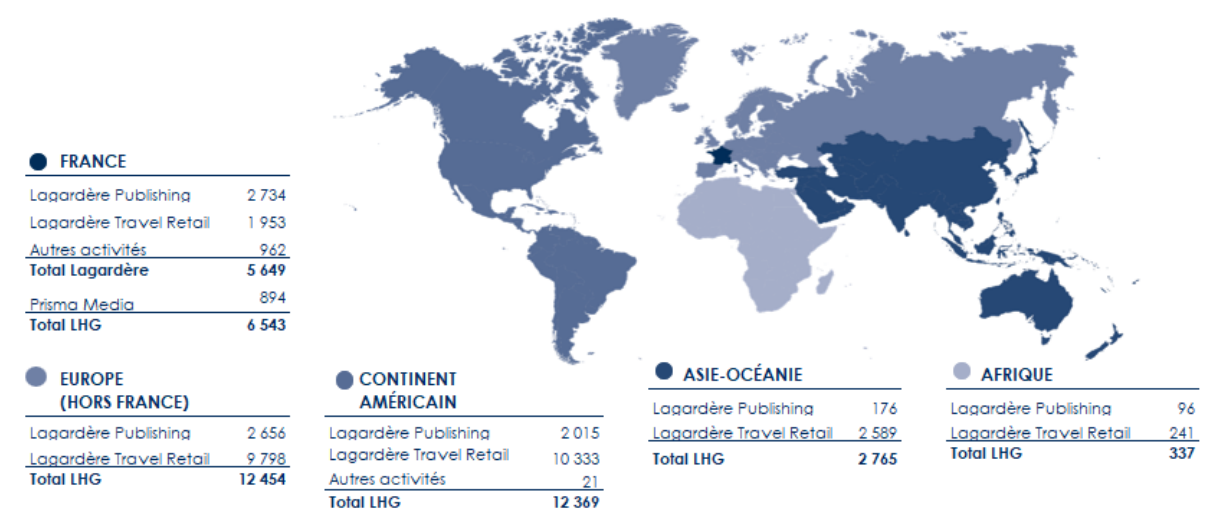 FRANCE
Lagardère Publishing 2 734
Lagardère Travel Retail 1 953
Autres activités 962
Total Lagardère 5 649
Prisma Media 894
Total LHG 6 543
EUROPE
(HORS FRANCE)
Lagardère Publishing 2 656
Lagardère Travel Retail 9 798
Total LHG 12 454
CONTINENT
AMÉRICAIN
Lagardère Publishing 2 015
Lagardère Travel Retail 10 333
Autres activités 21
Total LHG 12 369
ASIE-OCÉANIE
Lagardère Publishing 176
Lagardère Travel Retail 2 589
Total LHG 2 765
AFRIQUE
Lagardère Publishing 96
Lagardère Travel Retail 241
Total LHG 337